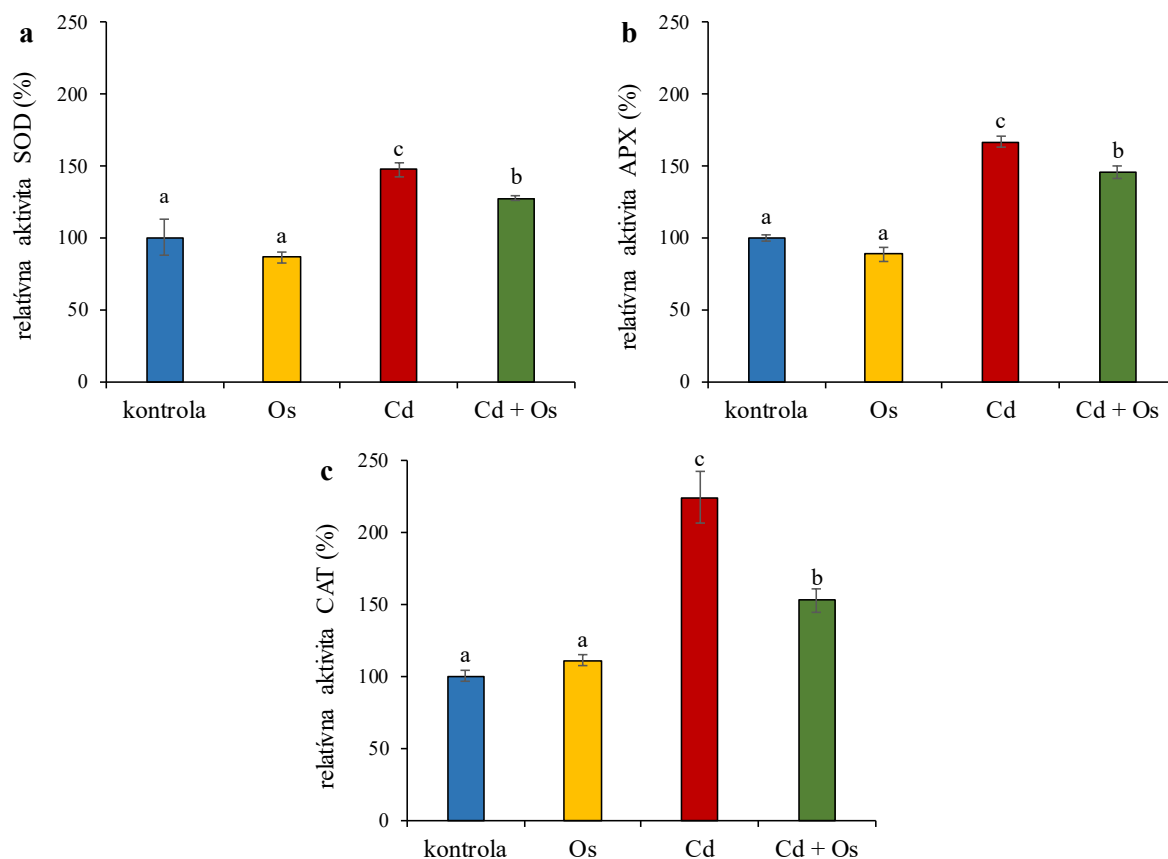 a
relatívna aktivita SOD (%)
250
200
150
100
50
0
a
a
c
b
kontrola Os Cd Cd + Os
b
relatívna aktivita APX (%)
250
200
150
100
50
0
a
a
c
b
kontrola Os Cd Cd + Os
c
relatívna aktivita CAT (%)
250
200
150
100
50
0
a
a
c
b
kontrola Os Cd Cd + Os